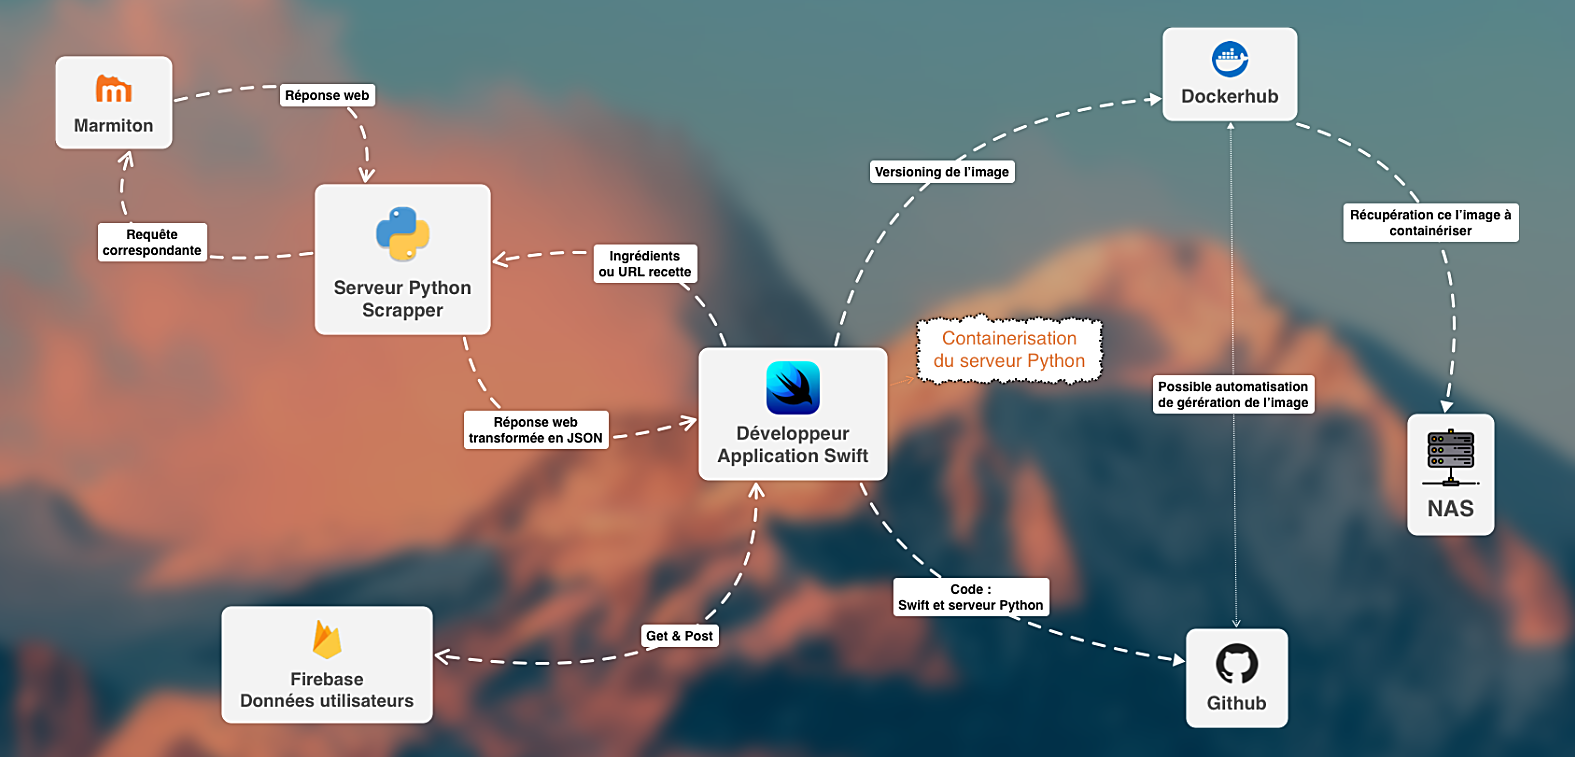 Marmiton
Réponse web
Requête
correspondante
Serveur Python
Scrapper
Ingrédients
ou URL recette
Réponse web
transformée en JSON
Développeur
Application Swift
Containerisation
du serveur Python
Versioning de l'image
Dockerhub
Récupération ce l'image à
containériser
Possible automatisation
de gérération de l'image
NAS
Get & Post
Firebase
Données utilisateurs
Code :
Swift et serveur Python
Github